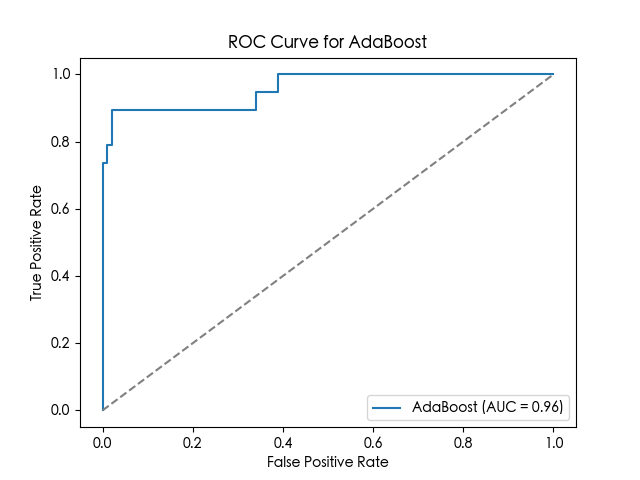 ROC Curve for AdaBoost
True Positive Rate
1.0
0.8
0.6
0.4
0.2
0.0
AdaBoost (AUC = 0.96)
0.0 0.2 0.4 0.6 0.8 1.0
False Positive Rate